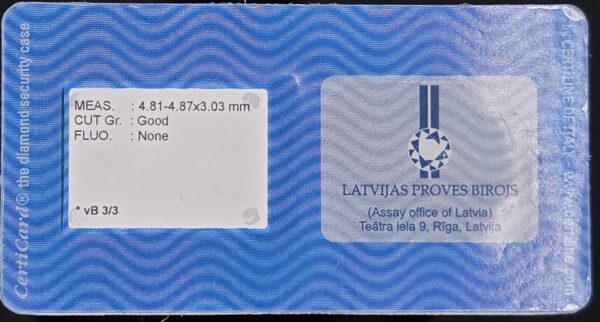 CertiCard® the diamond security case
MEAS. : 4.81-4.87x3.03 mm
CUT Gr. : Good
FLUO. : None
* vB 3/3
LATVIJAS PROVES BIROJS
(Assay office of Latvia)
Teātra iela 9, Rīga, Latvija